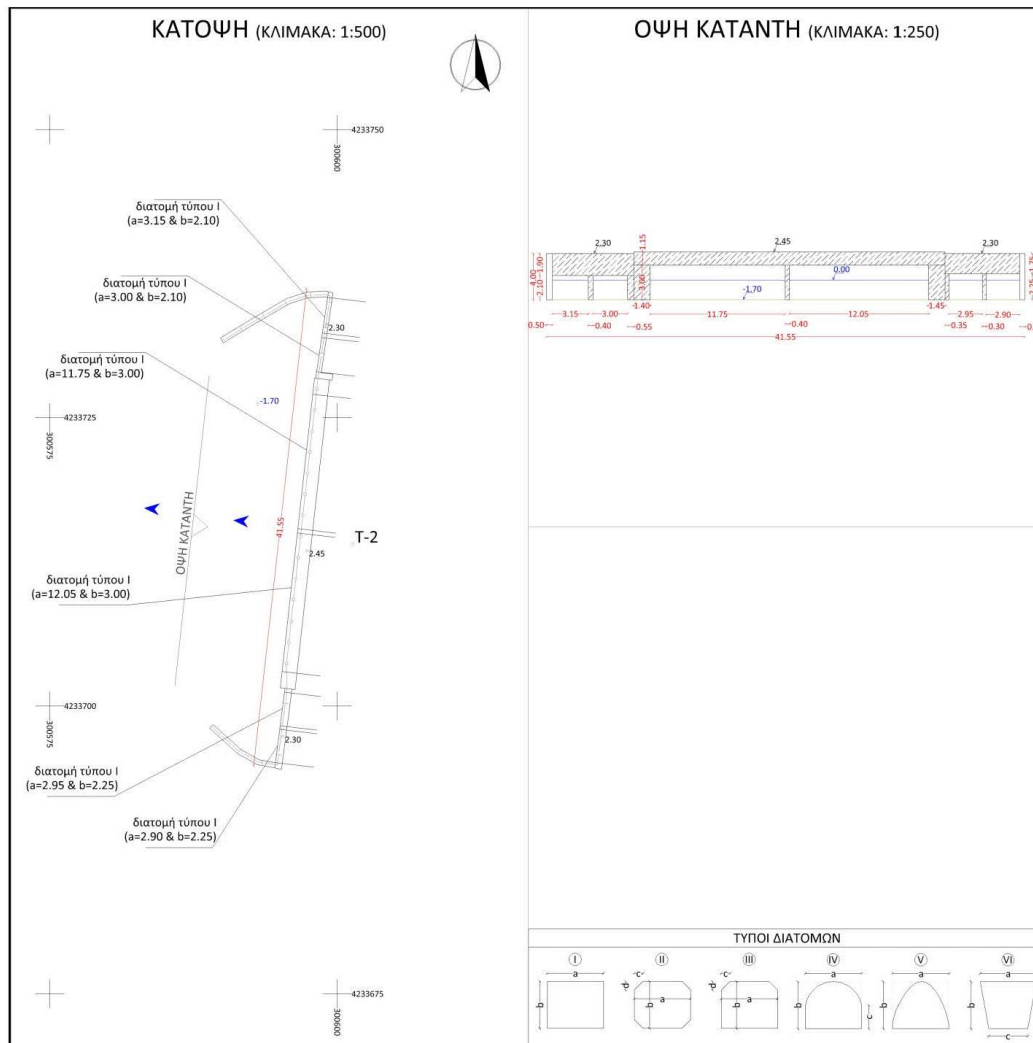 ΚΑΤΟΨΗ (ΚΛΙΜΑΚΑ: 1:500)
4233750
300600
διατομή τύπου Ι
(a=3.15 & b=2.10)
διατομή τύπου Ι
(a=3.00 & b=2.10)
2.30
διατομή τύπου Ι
(a=11.75 & b=3.00)
-1.70
4233725
300575
ΟΨΗ ΚΑΤΑΝΤΗ
41.55
T-2
2.45
διατομή τύπου Ι
(a=12.05 & b=3.00)
4233700
300575
2.30
διατομή τύπου Ι
(a=2.95 & b=2.25)
διατομή τύπου Ι
(a=2.90 & b=2.25)
4233675
300600
ΟΨΗ ΚΑΤΑΝΤΗ (ΚΛΙΜΑΚΑ: 1:250)
2.30
1.15
2.45
2.30
4.00
1.90
2.10
3.00
0.00
-1.70
1.75
2.25
1.40
1.45
3.15
3.00
11.75
12.05
2.95
2.90
0.50
0.40
0.55
0.40
0.35
0.30
41.55
ΤΥΠΟΙ ΔΙΑΤΟΜΩΝ
I II III IV V VI
a c c a a a
b d b a d b a b c b b c